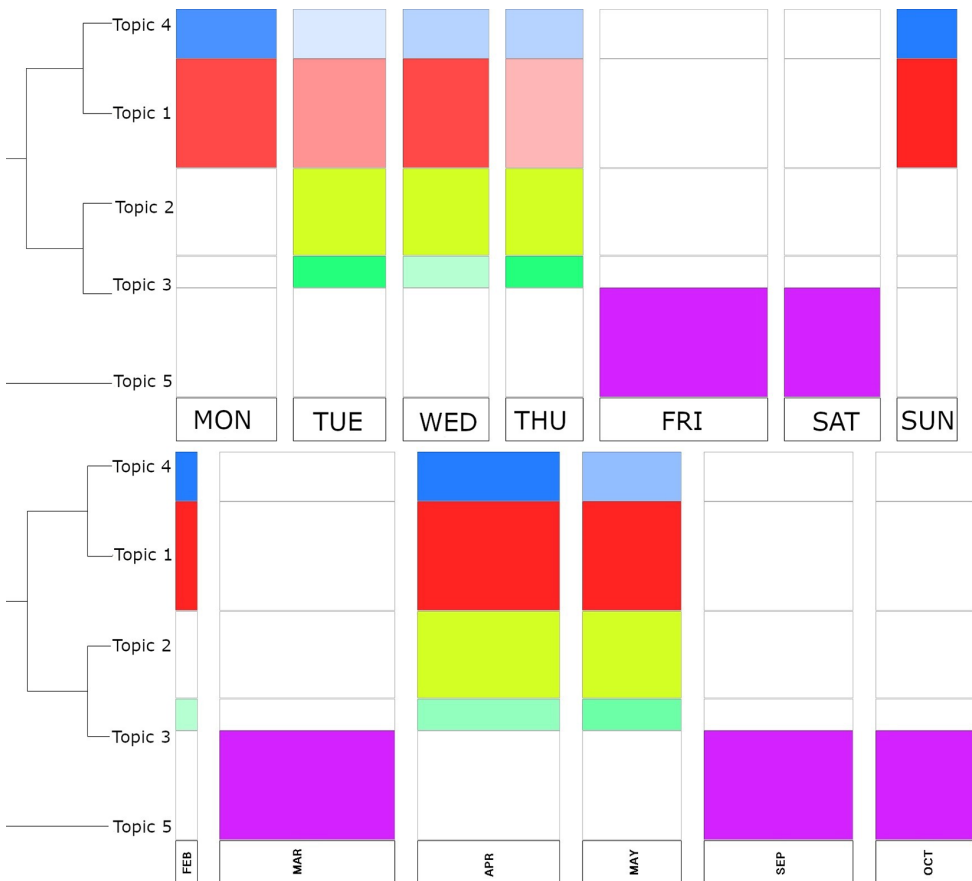 Topic 4
Topic 1
Topic 2
Topic 3
Topic 5
MON TUE WED THU FRI SAT SUN
Topic 4
Topic 1
Topic 2
Topic 3
Topic 5
FEB MAR APR MAY SEP OCT